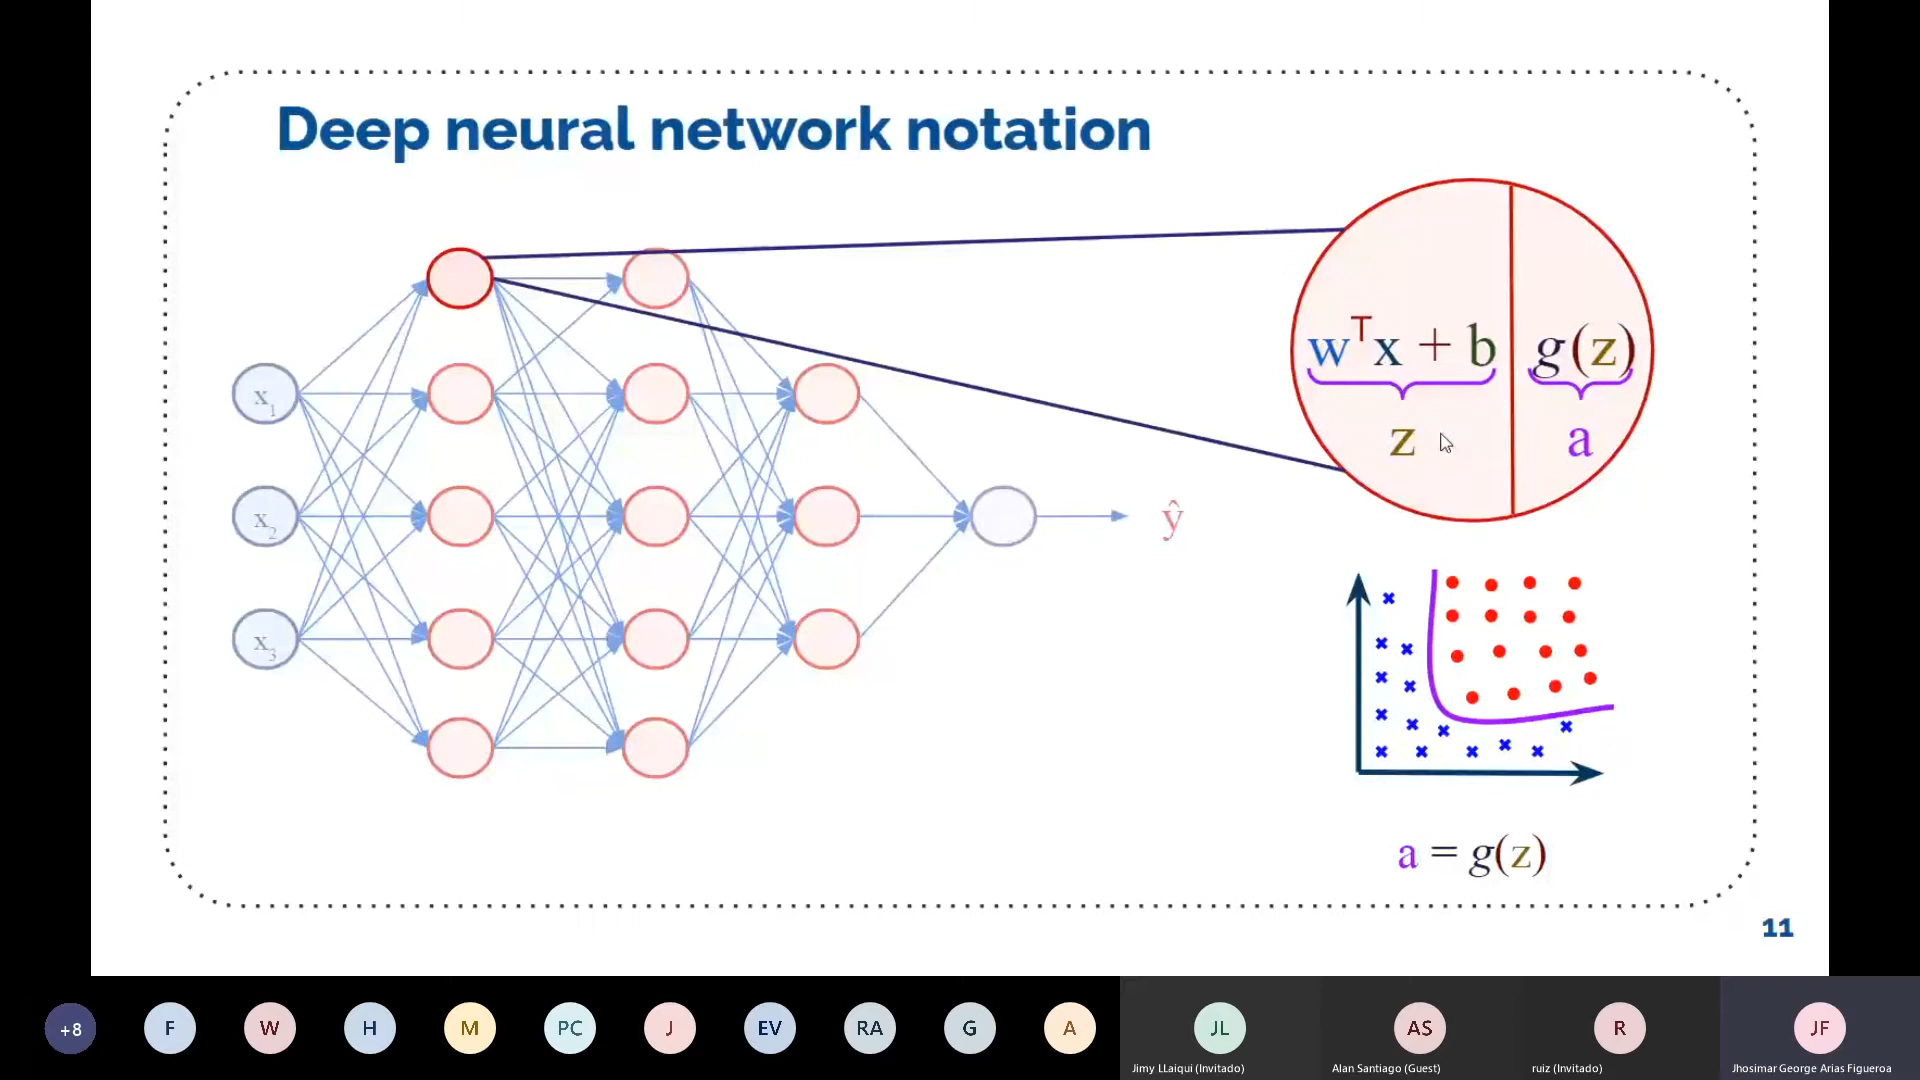 Deep neural network notation
wᵀx + b
g(z)
z
a
x₁
x₂
ŷ
x₃
a = g(z)
11
+8
F
W
H
M
PC
J
EV
RA
G
A
JL
AS
R
JF
Jimy LLaiqui (Invitado)
Alan Santiago (Guest)
ruiz (Invitado)
Jhosimar George Arias Figueroa